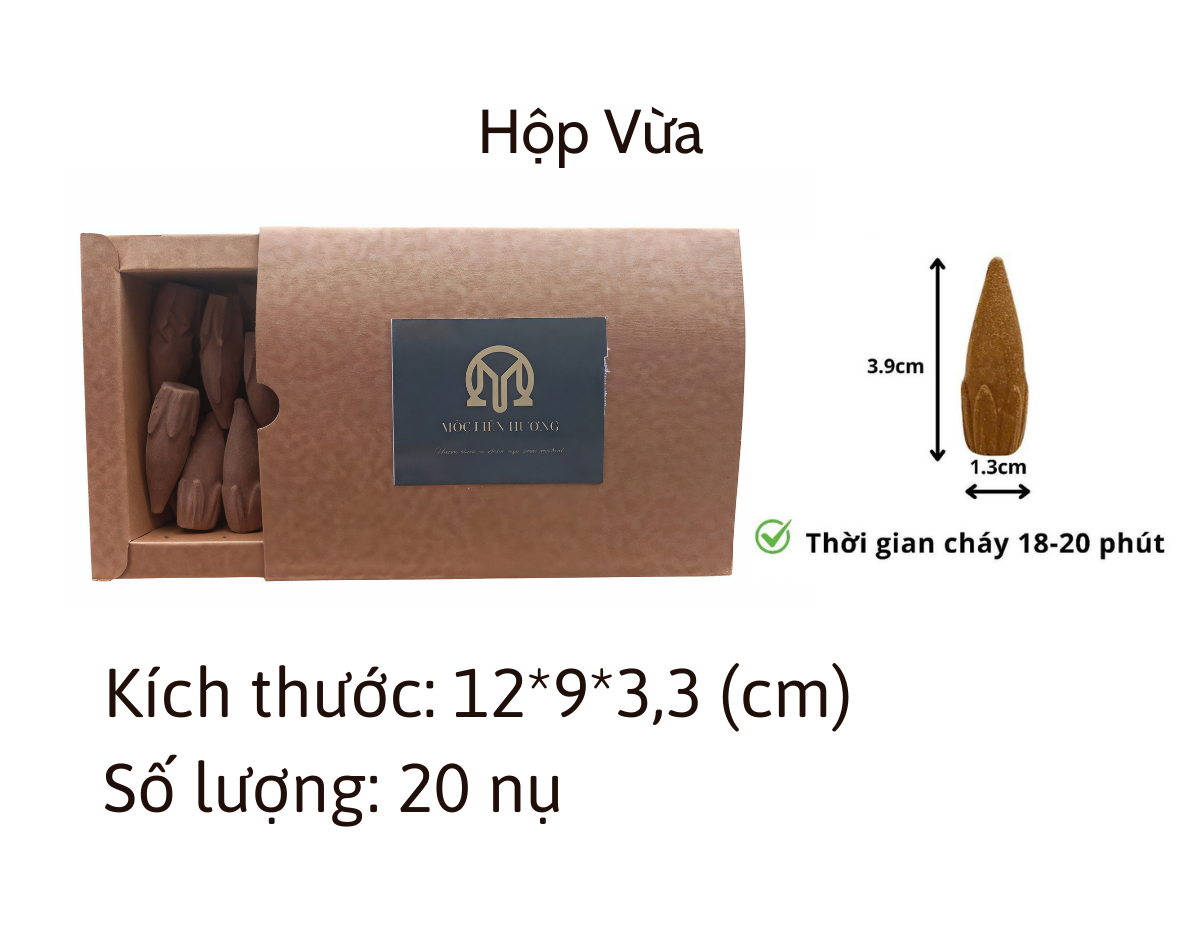 Hộp Vừa
MỘC LIÊN HƯƠNG
3.9cm
1.3cm
Thời gian cháy 18-20 phút
Kích thước: 12*9*3,3 (cm)
Số lượng: 20 nụ